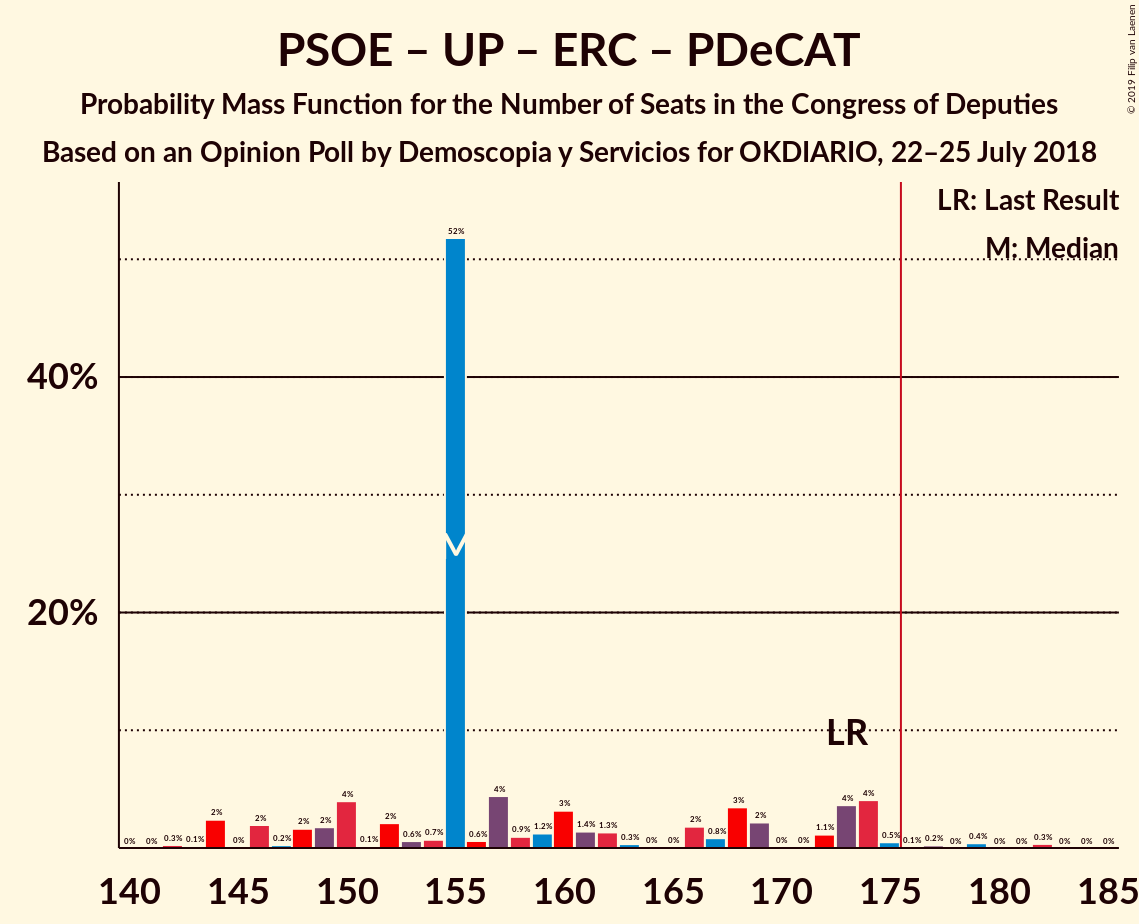 PSOE – UP – ERC – PDeCAT
Probability Mass Function for the Number of Seats in the Congress of Deputies
Based on an Opinion Poll by Demoscopia y Servicios for OKDIARIO, 22–25 July 2018
© 2019 Filip van Laenen
LR: Last Result
M: Median
40%
20%
M
LR
0% 0% 0.3% 0.1% 2% 0% 2% 0.2% 2% 2% 4% 0.1% 2% 0.6% 0.7% 52% 0.6% 4% 0.9% 1.2% 3% 1.4% 1.3% 0.3% 0% 0% 2% 0.8% 3% 2% 0% 0% 1.1% 4% 4% 0.5% 0.1% 0.2% 0% 0.4% 0% 0% 0.3% 0% 0% 0%
140 145 150 155 160 165 170 175 180 185